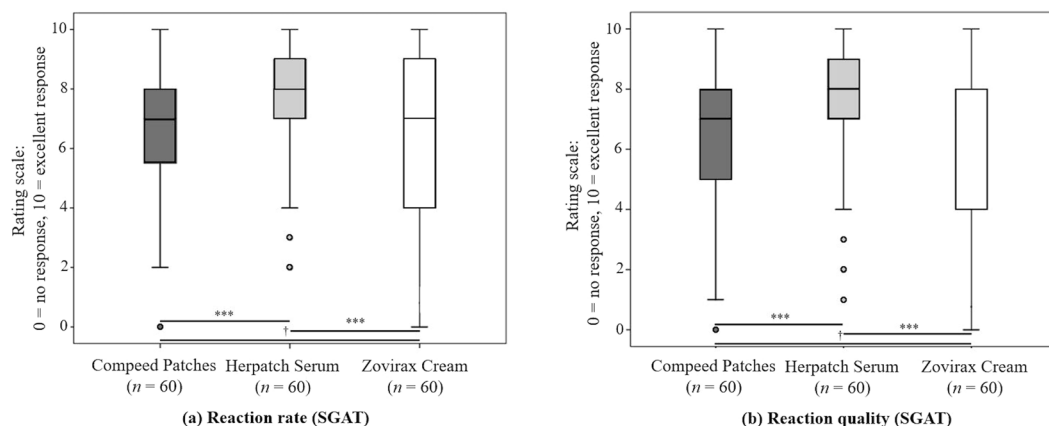 10
8
6
4
2
0
Rating scale:
0 = no response, 10 = excellent response
***
†
***
Compeed Patches
(n = 60)
Herpatch Serum
(n = 60)
Zovirax Cream
(n = 60)
(a) Reaction rate (SGAT)
10
8
6
4
2
0
Rating scale:
0 = no response, 10 = excellent response
***
†
***
Compeed Patches
(n = 60)
Herpatch Serum
(n = 60)
Zovirax Cream
(n = 60)
(b) Reaction quality (SGAT)